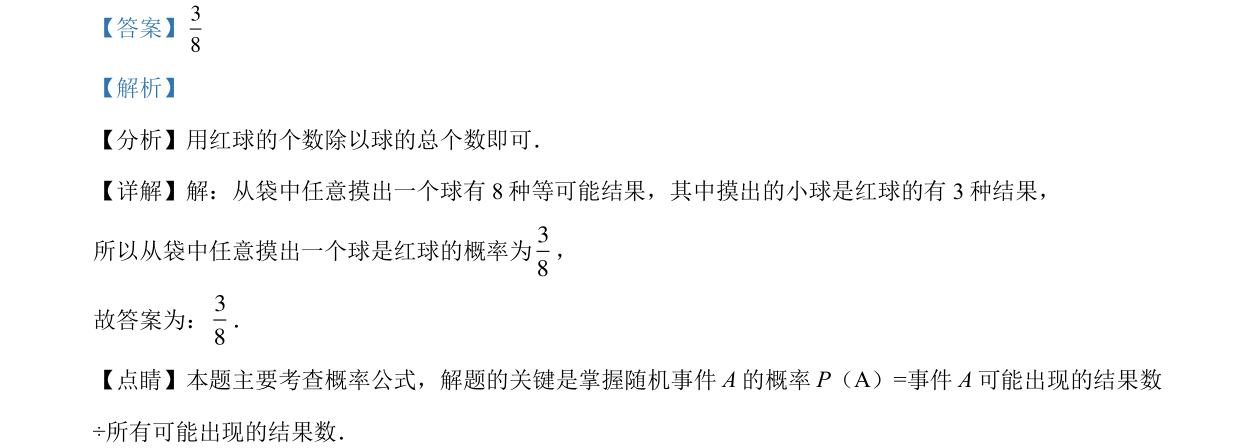 【答案】3/8
【解析】
【分析】用红球的个数除以球的总个数即可．
【详解】解：从袋中任意摸出一个球有 8 种等可能结果，其中摸出的小球是红球的有 3 种结果，
所以从袋中任意摸出一个球是红球的概率为3/8，
故答案为：3/8．
【点睛】本题主要考查概率公式，解题的关键是掌握随机事件 A 的概率 P（A）=事件 A 可能出现的结果数
÷所有可能出现的结果数．